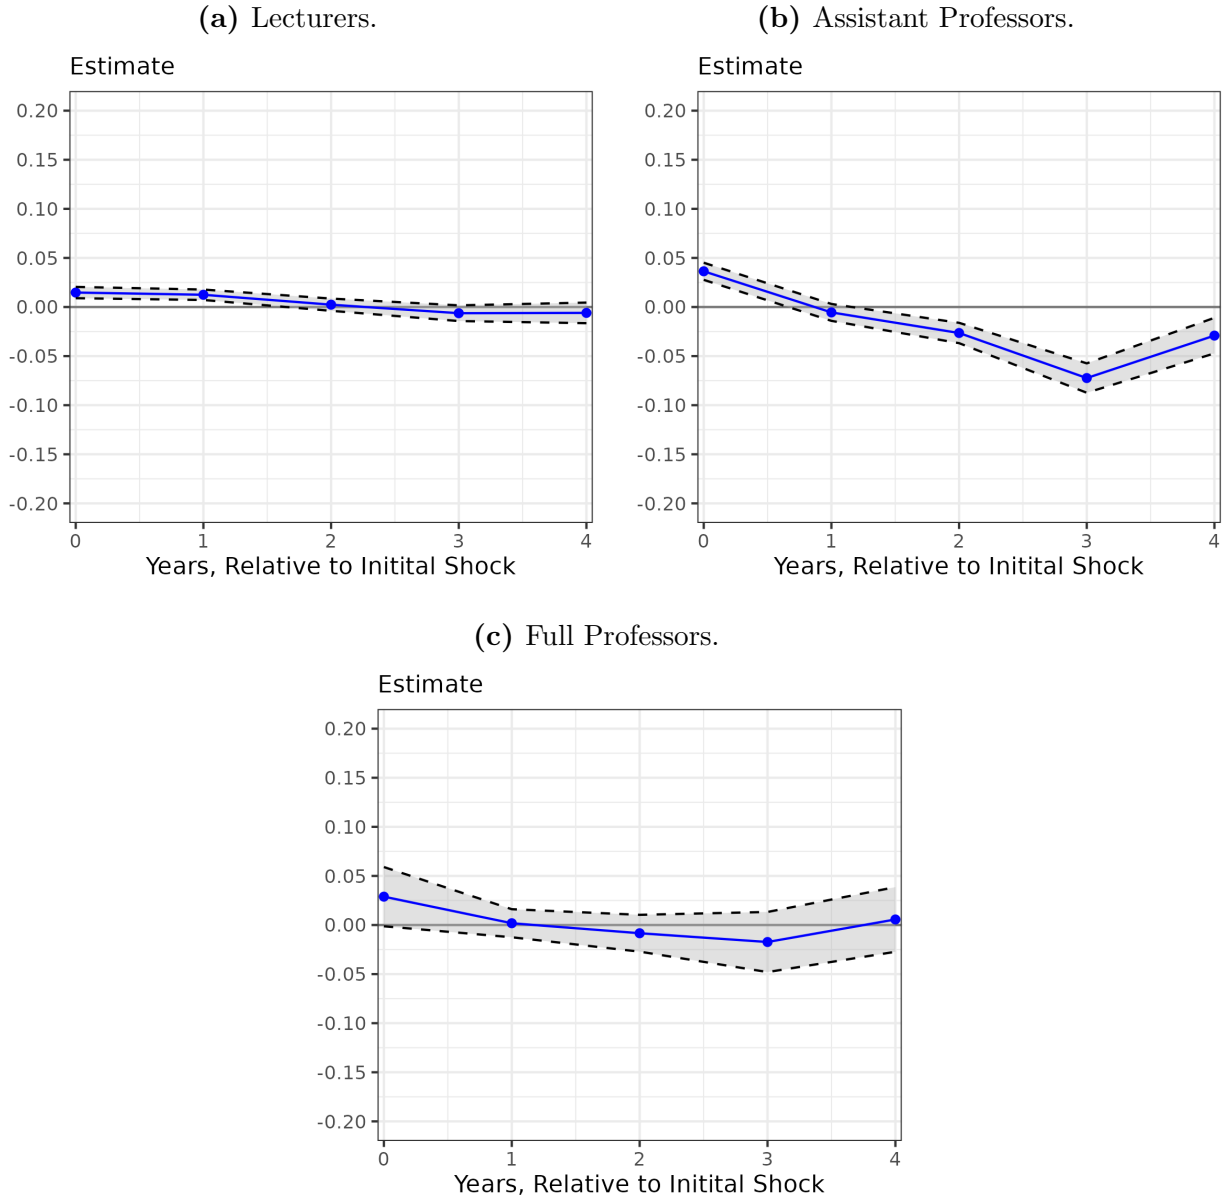 (a) Lecturers.
Estimate
0.20
0.15
0.10
0.05
0.00
-0.05
-0.10
-0.15
-0.20
0 1 2 3 4
Years, Relative to Initital Shock
(b) Assistant Professors.
Estimate
0.20
0.15
0.10
0.05
0.00
-0.05
-0.10
-0.15
-0.20
0 1 2 3 4
Years, Relative to Initital Shock
(c) Full Professors.
Estimate
0.20
0.15
0.10
0.05
0.00
-0.05
-0.10
-0.15
-0.20
0 1 2 3 4
Years, Relative to Initital Shock